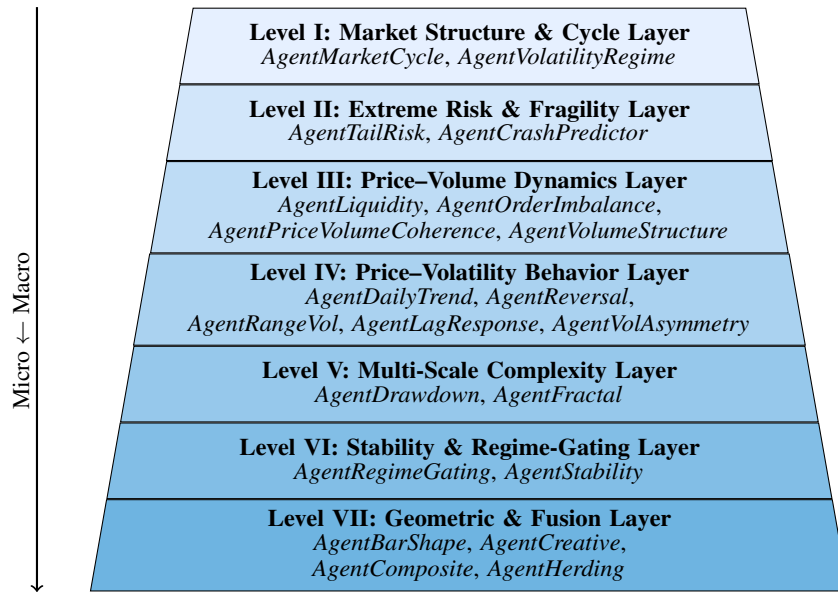 Level I: Market Structure & Cycle Layer
AgentMarketCycle, AgentVolatilityRegime
Level II: Extreme Risk & Fragility Layer
AgentTailRisk, AgentCrashPredictor
Level III: Price–Volume Dynamics Layer
AgentLiquidity, AgentOrderImbalance,
AgentPriceVolumeCoherence, AgentVolumeStructure
Level IV: Price–Volatility Behavior Layer
AgentDailyTrend, AgentReversal,
AgentRangeVol, AgentLagResponse, AgentVolAsymmetry
Level V: Multi-Scale Complexity Layer
AgentDrawdown, AgentFractal
Level VI: Stability & Regime-Gating Layer
AgentRegimeGating, AgentStability
Level VII: Geometric & Fusion Layer
AgentBarShape, AgentCreative,
AgentComposite, AgentHerding
Micro ← Macro